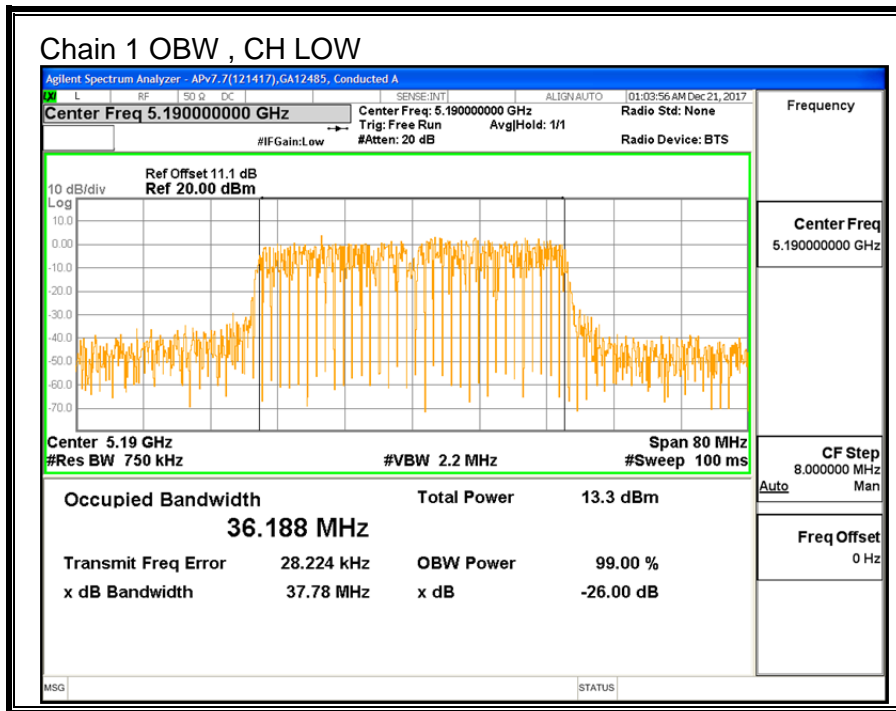 Chain 1 OBW , CH LOW
Agilent Spectrum Analyzer - APv7.7(121417),GA12485, Conducted A
LXI L RF 50 Ω DC SENSE:INT ALIGN AUTO 01:03:56 AM Dec 21, 2017
Center Freq 5.190000000 GHz
Center Freq: 5.190000000 GHz Radio Std: None
Trig: Free Run Avg|Hold: 1/1
#IFGain:Low #Atten: 20 dB Radio Device: BTS
Ref Offset 11.1 dB
10 dB/div Ref 20.00 dBm
Log
10.0
0.00
-10.0
-20.0
-30.0
-40.0
-50.0
-60.0
-70.0
Center 5.19 GHz Span 80 MHz
#Res BW 750 kHz #VBW 2.2 MHz #Sweep 100 ms
Occupied Bandwidth Total Power 13.3 dBm
36.188 MHz
Transmit Freq Error 28.224 kHz OBW Power 99.00 %
x dB Bandwidth 37.78 MHz x dB -26.00 dB
MSG STATUS
Frequency
Center Freq
5.190000000 GHz
CF Step
8.000000 MHz
Auto Man
Freq Offset
0 Hz